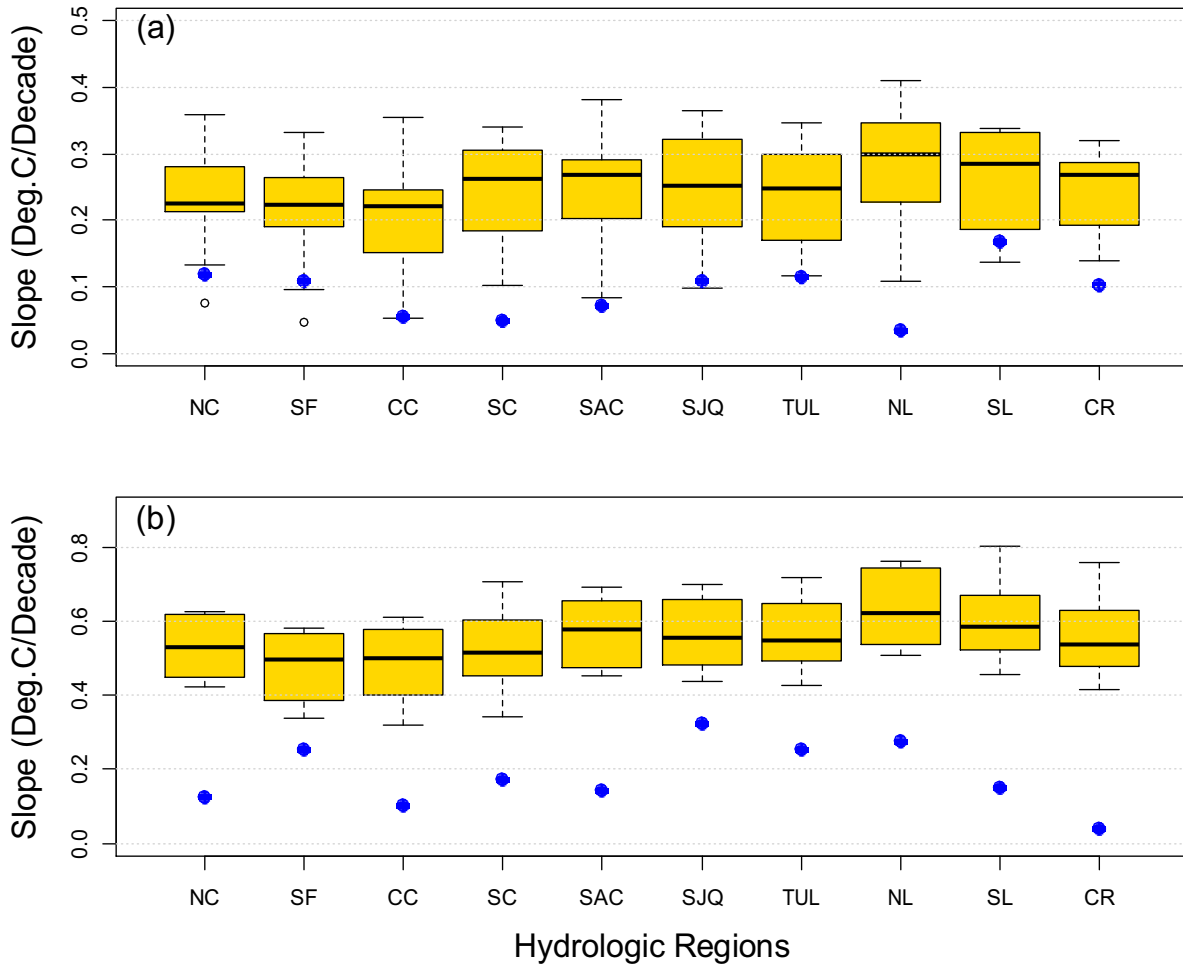 (a)
Slope (Deg.C/Decade)
0.5
0.4
0.3
0.2
0.1
0.0
NC SF CC SC SAC SJQ TUL NL SL CR
(b)
Slope (Deg.C/Decade)
0.8
0.6
0.4
0.2
0.0
NC SF CC SC SAC SJQ TUL NL SL CR
Hydrologic Regions